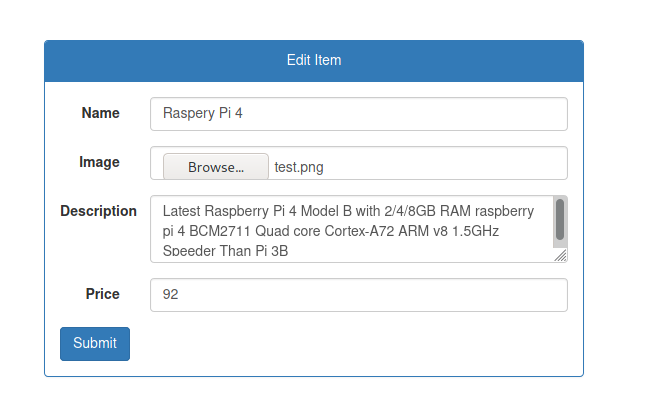 Edit Item
Name
Raspery Pi 4
Image
Browse...
test.png
Description
Latest Raspberry Pi 4 Model B with 2/4/8GB RAM raspberry
pi 4 BCM2711 Quad core Cortex-A72 ARM v8 1.5GHz
Speeder Than Pi 3B
Price
92
Submit